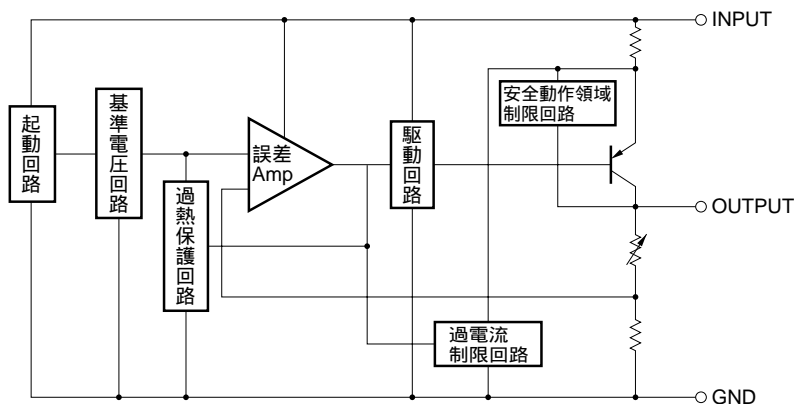 INPUT
安全動作領域
制限回路
起動回路
基準電圧回路
誤差
Amp
駆動回路
過熱保護回路
OUTPUT
過電流
制限回路
GND